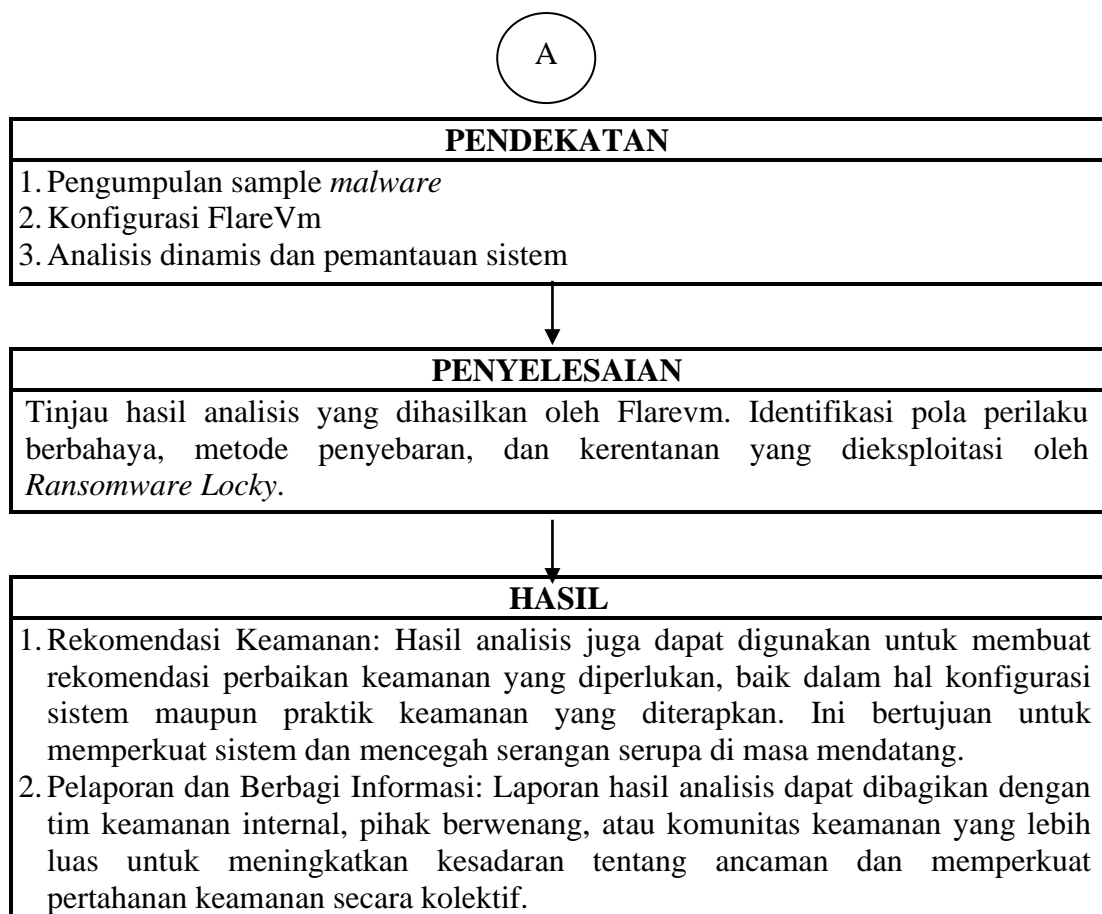 A
PENDEKATAN
1. Pengumpulan sample malware
2. Konfigurasi FlareVm
3. Analisis dinamis dan pemantauan sistem
PENYELESAIAN
Tinjau hasil analisis yang dihasilkan oleh Flarevm. Identifikasi pola perilaku
berbahaya, metode penyebaran, dan kerentanan yang dieksploitasi oleh
Ransomware Locky.
HASIL
1. Rekomendasi Keamanan: Hasil analisis juga dapat digunakan untuk membuat
rekomendasi perbaikan keamanan yang diperlukan, baik dalam hal konfigurasi
sistem maupun praktik keamanan yang diterapkan. Ini bertujuan untuk
memperkuat sistem dan mencegah serangan serupa di masa mendatang.
2. Pelaporan dan Berbagi Informasi: Laporan hasil analisis dapat dibagikan dengan
tim keamanan internal, pihak berwenang, atau komunitas keamanan yang lebih
luas untuk meningkatkan kesadaran tentang ancaman dan memperkuat
pertahanan keamanan secara kolektif.